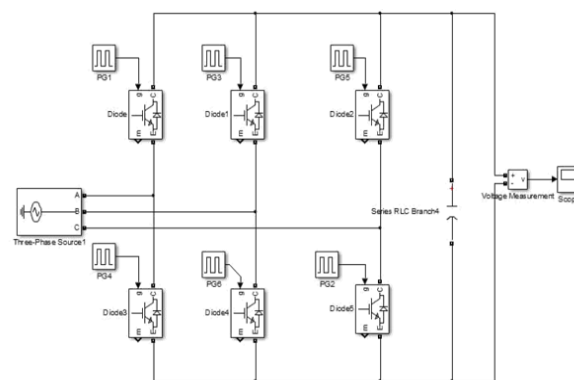 PG1
PG3
PG5
g
C
Diode
m
E
g
C
Diode1
m
E
g
C
Diode2
m
E
A
B
C
Three-Phase Source1
Series RLC Branch4
+
-
v
Voltage Measurement
Scop
PG4
PG6
PG2
g
C
Diode3
m
E
g
C
Diode4
m
E
g
C
Diode5
m
E